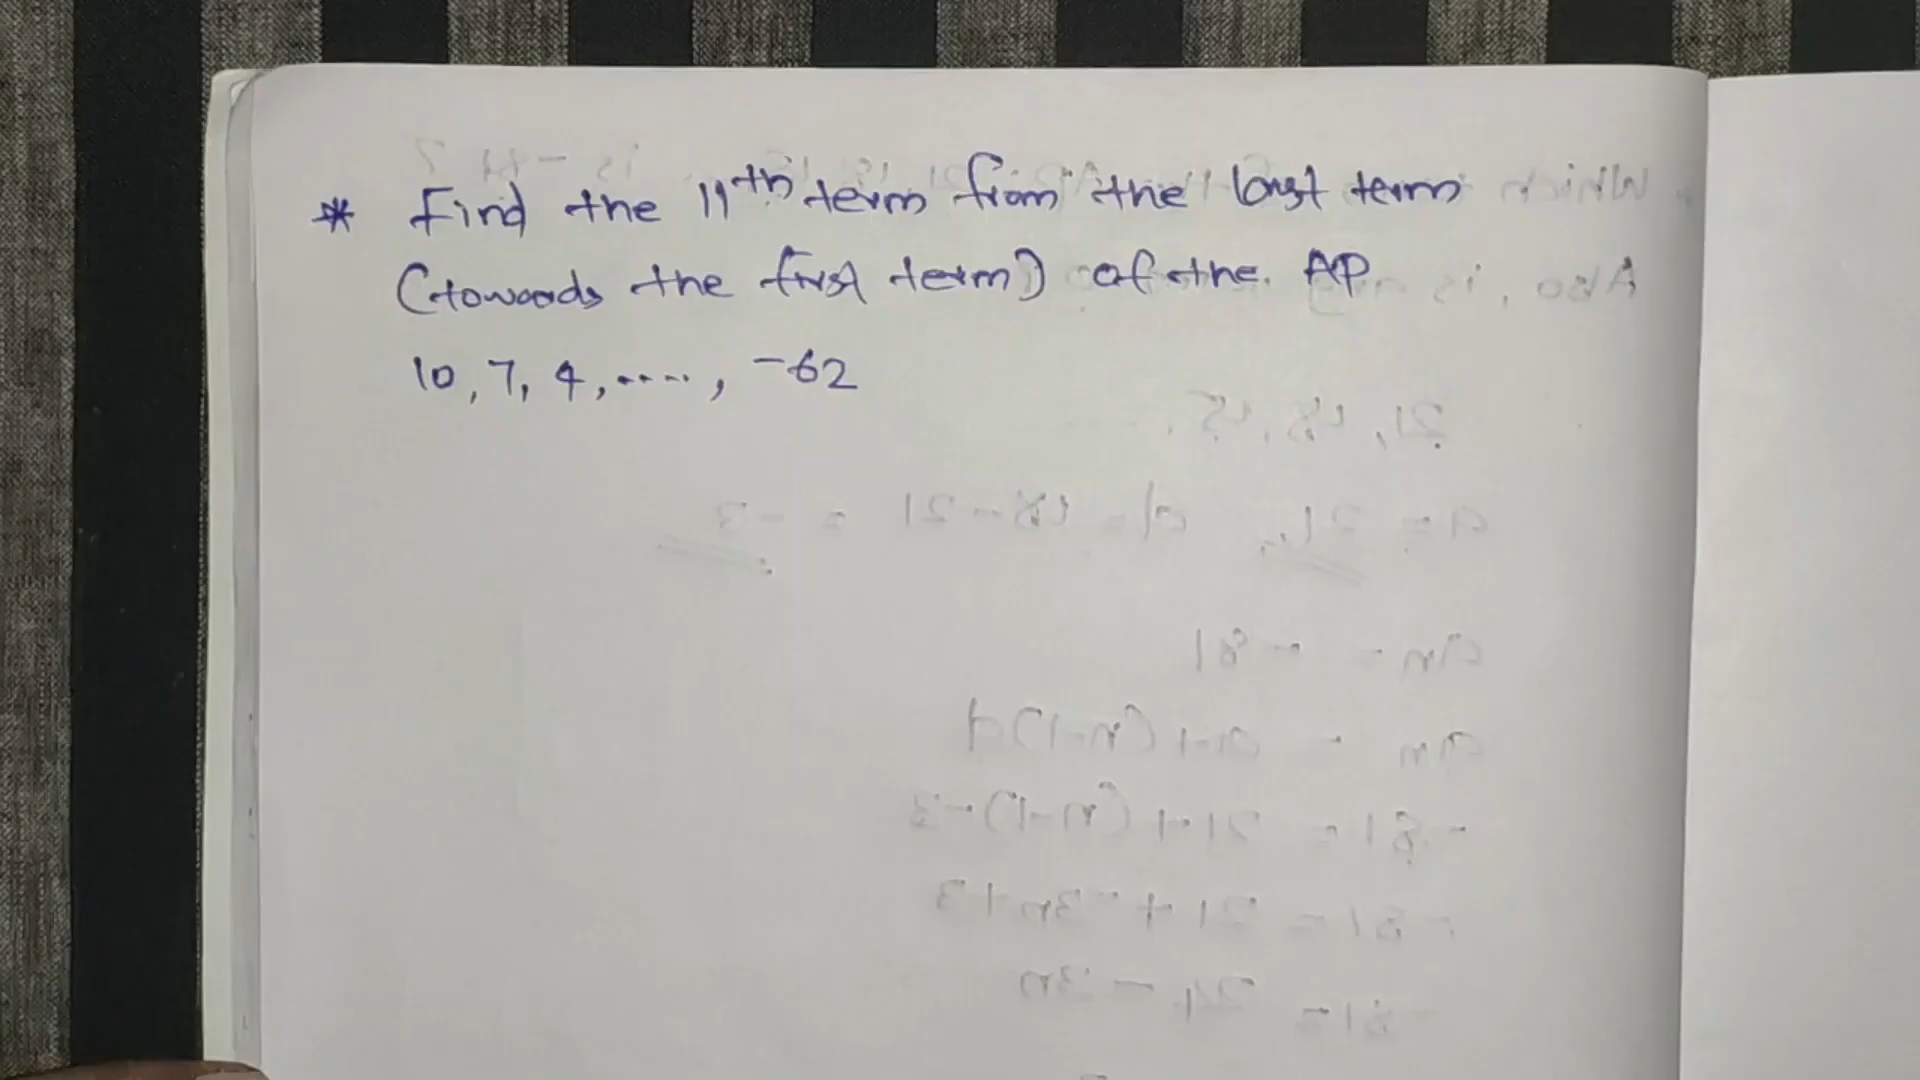 * Find the 11th term from the last term
(towards the first term) of the AP
10, 7, 4, ....., -62